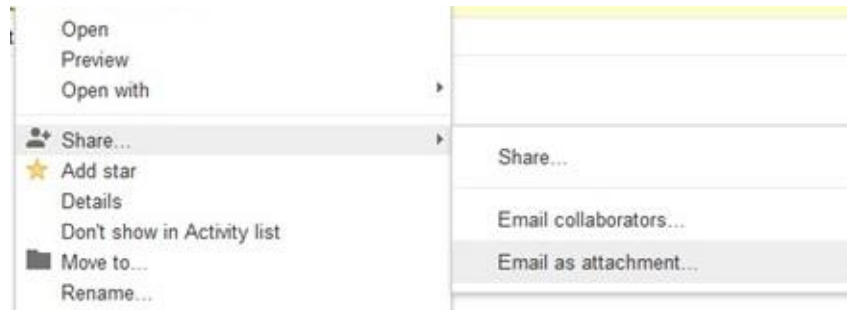 Open
Preview
Open with
Share...
Add star
Details
Don't show in Activity list
Move to...
Rename...
Share...
Email collaborators...
Email as attachment...